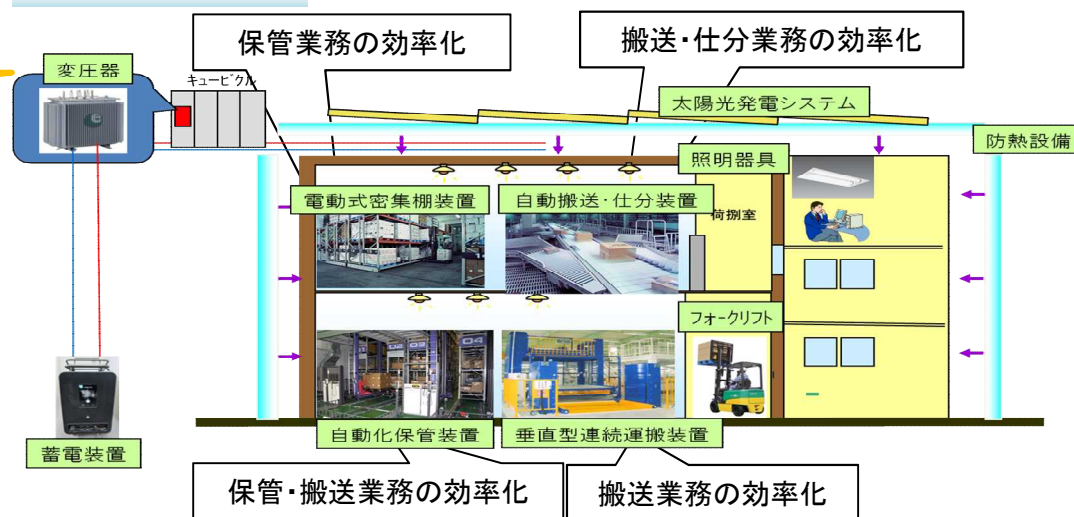 保管業務の効率化
搬送・仕分業務の効率化
変圧器
キュービクル
太陽光発電システム
防熱設備
照明器具
電動式密集棚装置
自動搬送・仕分装置
荷捌室
フォークリフト
自動化保管装置
垂直型連続運搬装置
蓄電装置
保管・搬送業務の効率化
搬送業務の効率化